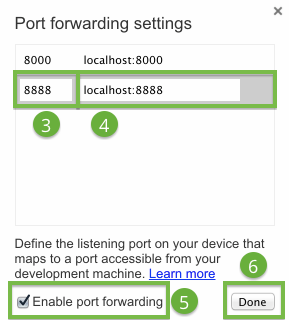 ×
Port forwarding settings
8000 localhost:8000
8888 localhost:8888
3 4
Define the listening port on your device that
maps to a port accessible from your
development machine. Learn more
6
Enable port forwarding 5 Done